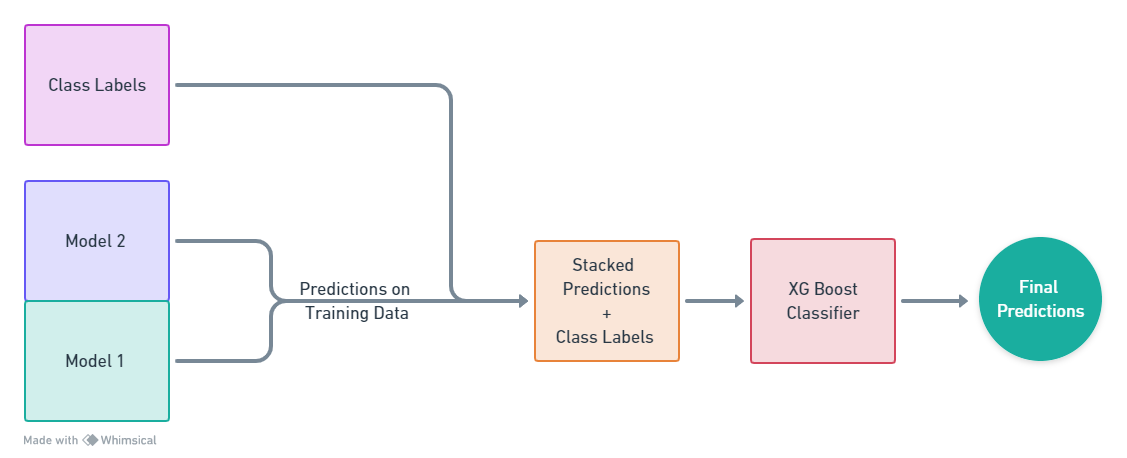 Class Labels
Model 2
Model 1
Predictions on
Training Data
Stacked
Predictions
+
Class Labels
XG Boost
Classifier
Final
Predictions
Made with Whimsical